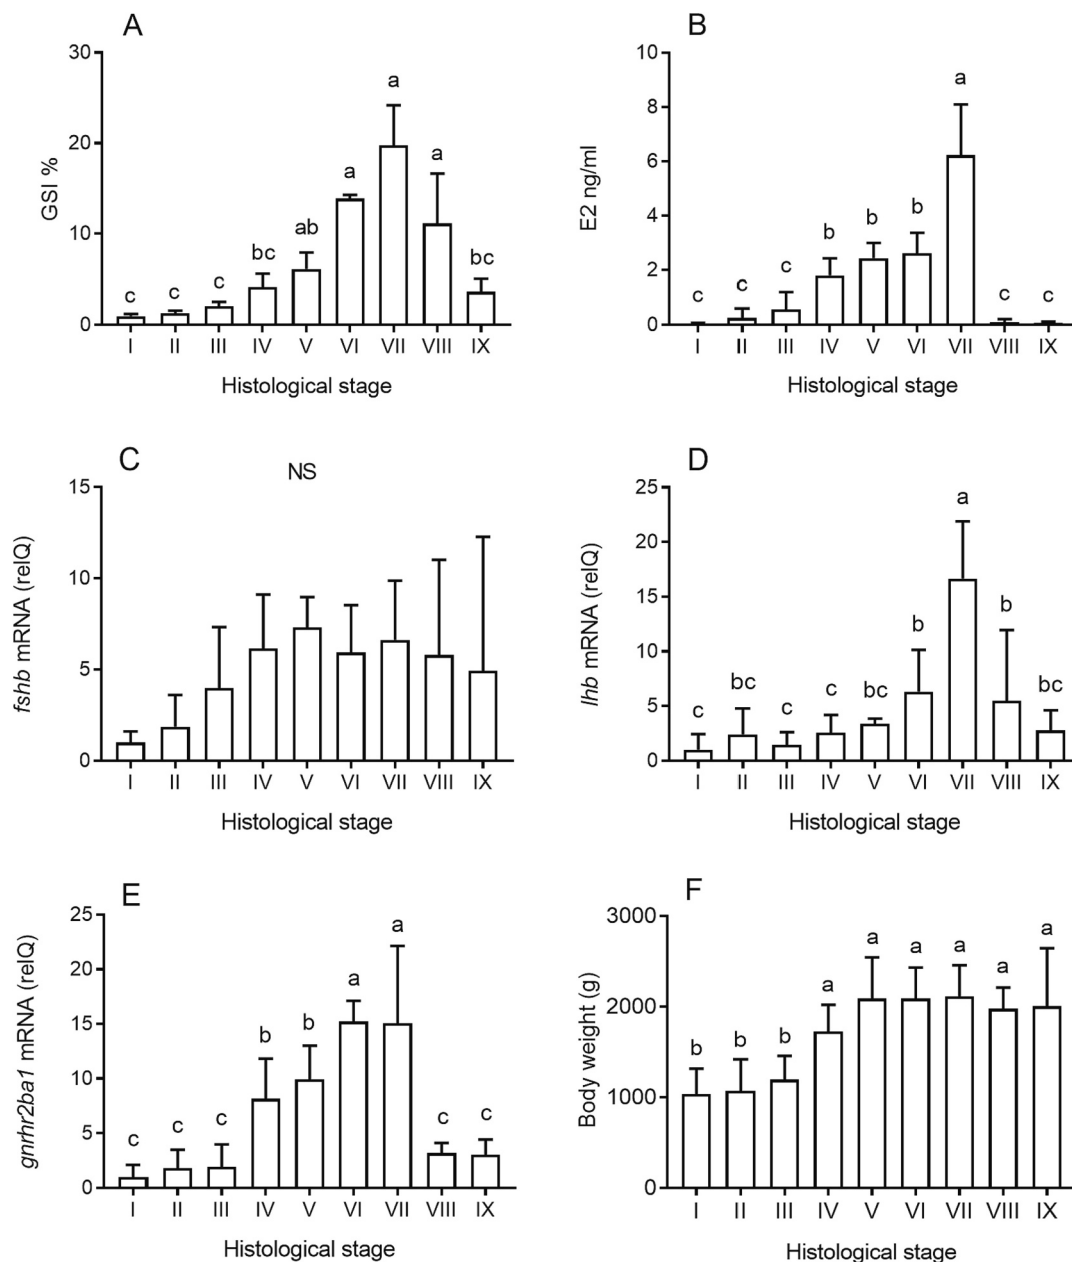 A
GSI %
30
a
a
a
20
ab
10
bc
bc
c
c
c
0
I II III IV V VI VII VIII IX
Histological stage
B
E2 ng/ml
10
a
8
6
b
b
b
4
c
c
c
c
c
2
0
I II III IV V VI VII VIII IX
Histological stage
C
NS
fshb mRNA (relQ)
15
10
5
0
I II III IV V VI VII VIII IX
Histological stage
D
lhb mRNA (relQ)
25
a
20
15
b
b
10
bc
c
c
bc
bc
c
5
0
I II III IV V VI VII VIII IX
Histological stage
E
gnrhr2ba1 mRNA (relQ)
25
a
20
a
15
b
b
10
c
c
c
c
c
5
0
I II III IV V VI VII VIII IX
Histological stage
F
Body weight (g)
3000
a
a
a
a
a
a
2000
b
b
b
1000
0
I II III IV V VI VII VIII IX
Histological stage